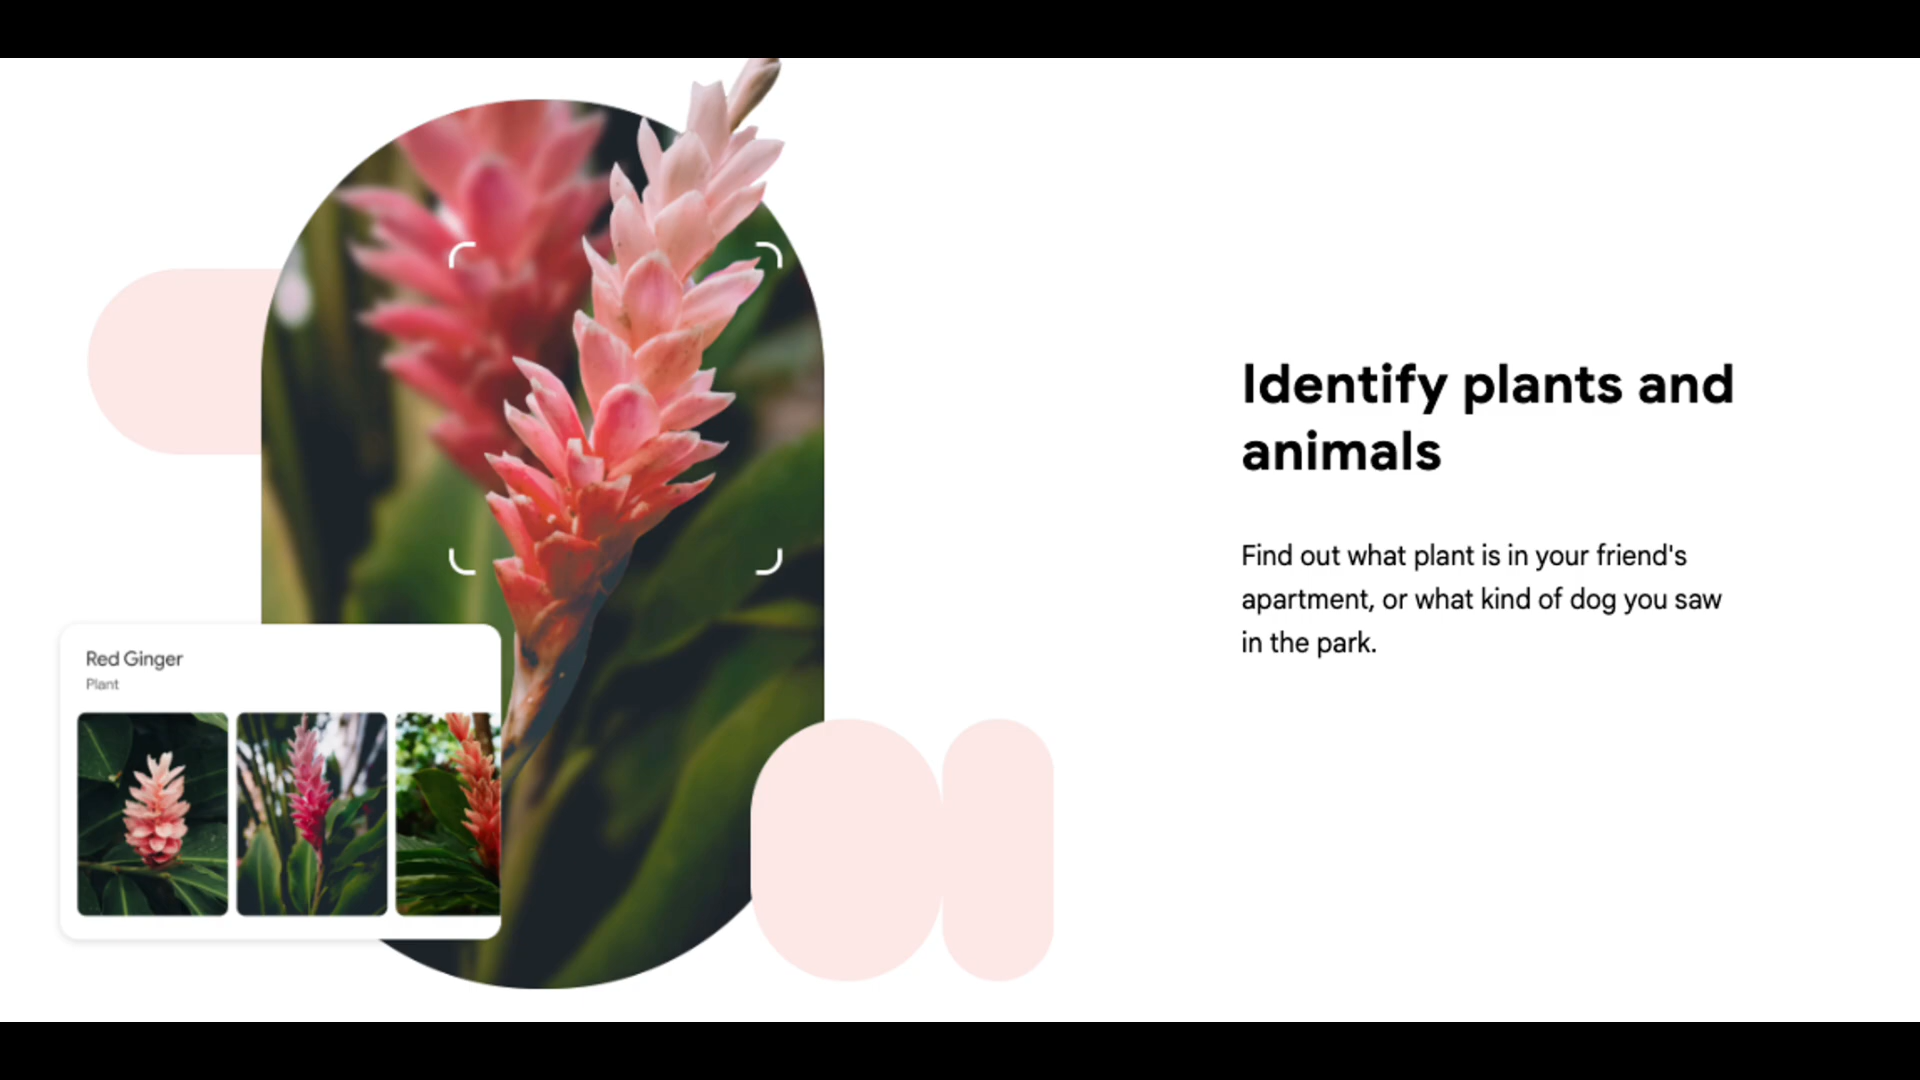 Identify plants and
animals
Find out what plant is in your friend's
apartment, or what kind of dog you saw
in the park.
Red Ginger
Plant